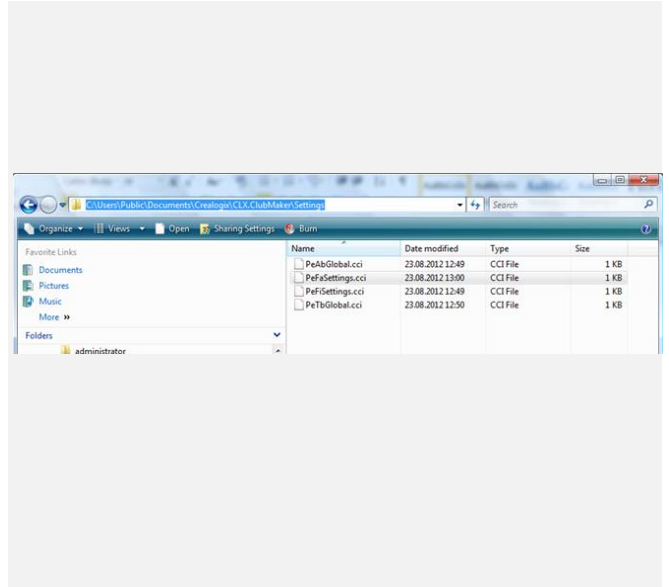 C:\Users\Public\Documents\Crealogix\CLX.ClubMaker\Settings Search
Organize Views Open Sharing Settings Burn
Favorite Links
Documents
Pictures
Music
More »
Folders
administrator
Name Date modified Type Size
PeAbGlobal.cci 23.08.2012 12:49 CCI File 1 KB
PeFaSettings.cci 23.08.2012 13:00 CCI File 1 KB
PeFiSettings.cci 23.08.2012 12:49 CCI File 1 KB
PeTbGlobal.cci 23.08.2012 12:50 CCI File 1 KB